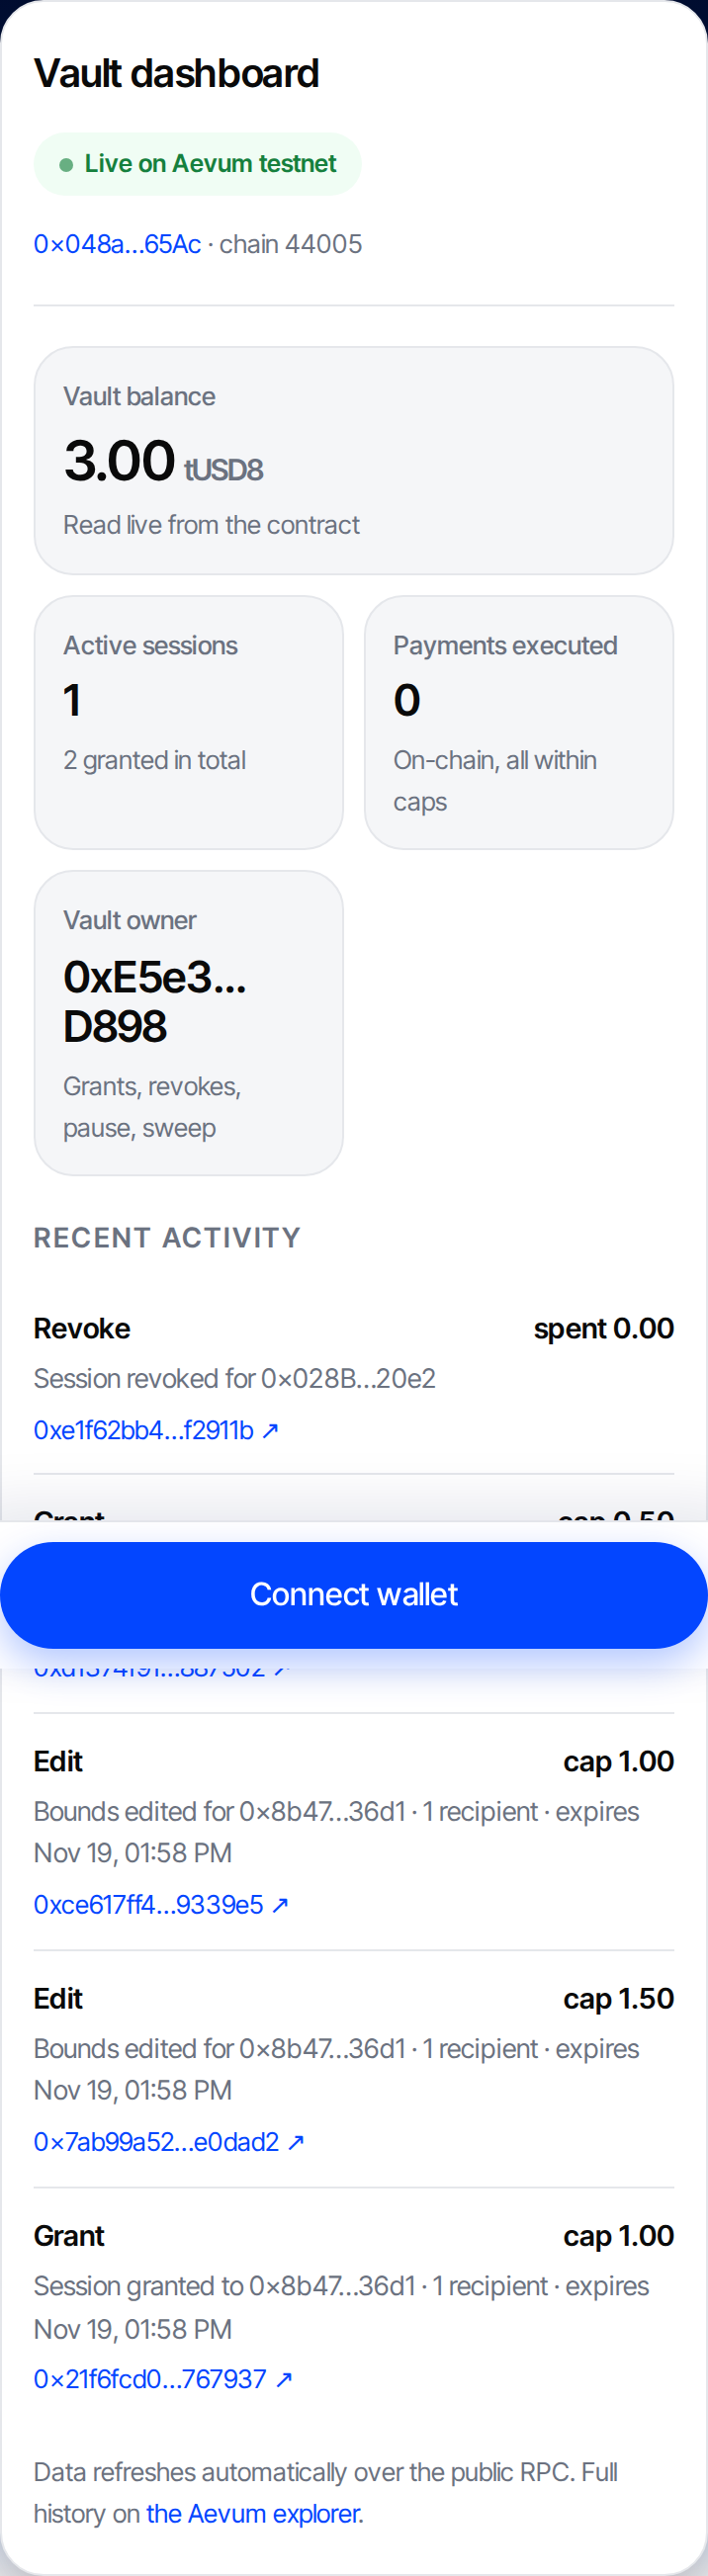 Vault dashboard
Live on Aevum testnet
0×048a…65Ac · chain 44005
Vault balance
3.00 tUSD8
Read live from the contract
Active sessions
1
2 granted in total
Payments executed
0
On-chain, all within
caps
Vault owner
0xE5e3…
D898
Grants, revokes,
pause, sweep
RECENT ACTIVITY
Revoke spent 0.00
Session revoked for 0×028B…20e2
0xe1f62bb4…f2911b ↗
Grant cap 0.50
Connect wallet
Edit cap 1.00
Bounds edited for 0×8b47…36d1 · 1 recipient · expires
Nov 19, 01:58 PM
0xce617ff4…9339e5 ↗
Edit cap 1.50
Bounds edited for 0×8b47…36d1 · 1 recipient · expires
Nov 19, 01:58 PM
0×7ab99a52…e0dad2 ↗
Grant cap 1.00
Session granted to 0×8b47…36d1 · 1 recipient · expires
Nov 19, 01:58 PM
0×21f6fcd0…767937 ↗
Data refreshes automatically over the public RPC. Full
history on the Aevum explorer.